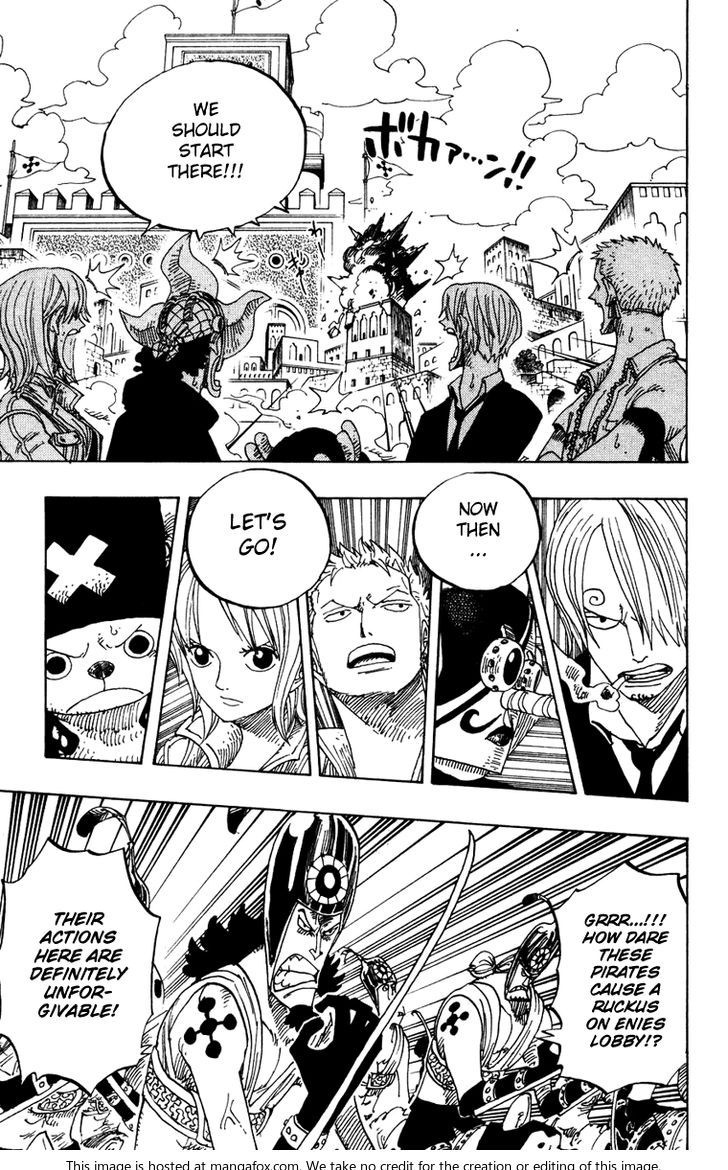 WE
SHOULD
START
THERE!!!
ボカァ…ン!!
NOW
THEN
...
LET'S
GO!
GRRR...!!!
HOW DARE
THESE
PIRATES
CAUSE A
RUCKUS
ON ENIES
LOBBY!?
THEIR
ACTIONS
HERE ARE
DEFINITELY
UNFOR-
GIVABLE!
This image is hosted at mangafox.com. We take no credit for the creation or editing of this image.